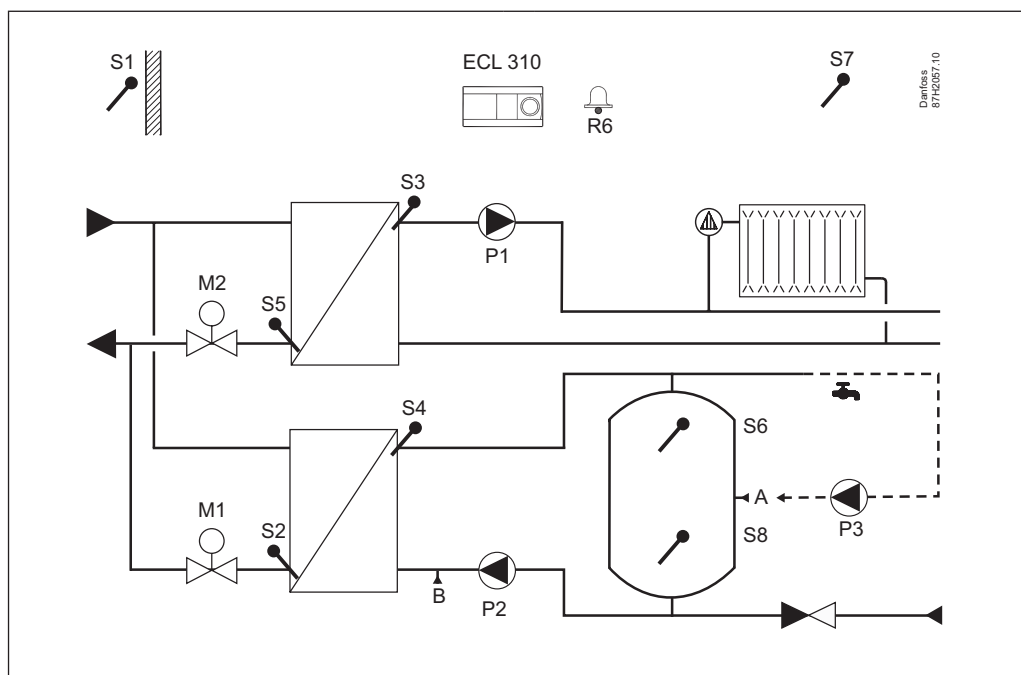 S1
ECL 310
S7
Danfoss
87H2057.10
R6
S3
P1
M2
S5
S4
S6
A
P3
M1
S2
S8
B
P2